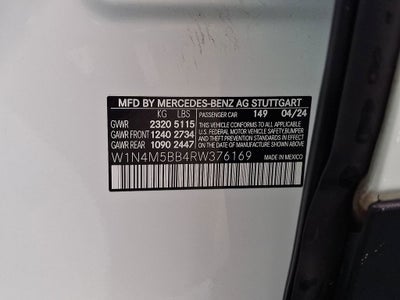 MFD BY MERCEDES-BENZ AG STUTTGART
KG LBS PASSENGER CAR 149 04/24
GVWR 2320 5115
GAWR FRONT 1240 2734
GAWR REAR 1090 2447
THIS VEHICLE CONFORMS TO ALL APPLICABLE
U.S. FEDERAL MOTOR VEHICLE SAFETY, BUMPER
AND THEFT PREVENTION STANDARDS IN EFFECT
ON THE DATE OF MANUFACTURE SHOWN ABOVE.
W1N4M5BB4RW376169 MADE IN MEXICO